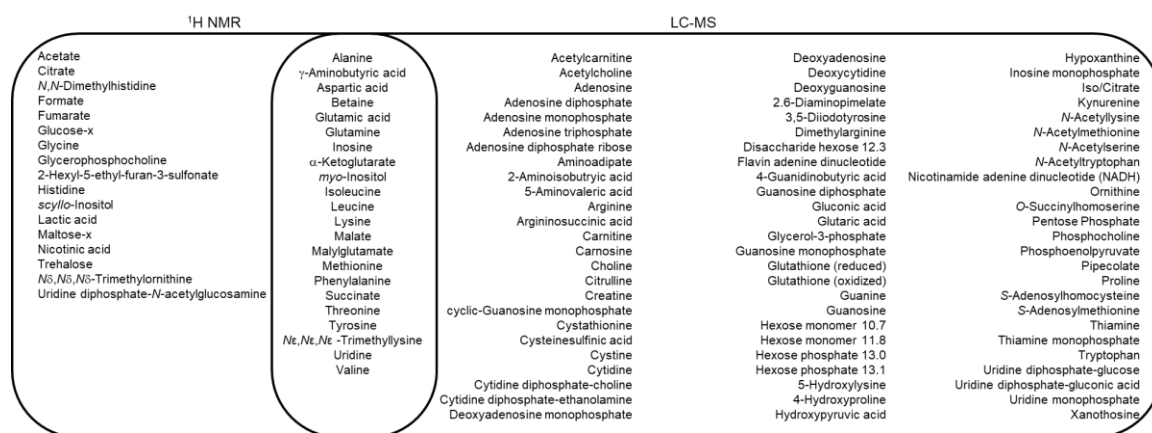 ¹H NMR
LC-MS
Acetate
Citrate
N,N-Dimethylhistidine
Formate
Fumarate
Glucose-x
Glycine
Glycerophosphocholine
2-Hexyl-5-ethyl-furan-3-sulfonate
Histidine
scyllo-Inositol
Lactic acid
Maltose-x
Nicotinic acid
Trehalose
Nδ,Nδ,Nδ-Trimethylornithine
Uridine diphosphate-N-acetylglucosamine
Alanine
γ-Aminobutyric acid
Aspartic acid
Betaine
Glutamic acid
Glutamine
Inosine
α-Ketoglutarate
myo-Inositol
Isoleucine
Leucine
Lysine
Malate
Malylglutamate
Methionine
Phenylalanine
Succinate
Threonine
Tyrosine
Nε,Nε,Nε -Trimethyllysine
Uridine
Valine
Acetylcarnitine
Acetylcholine
Adenosine
Adenosine diphosphate
Adenosine monophosphate
Adenosine triphosphate
Adenosine diphosphate ribose
Aminoadipate
2-Aminoisobutryic acid
5-Aminovaleric acid
Arginine
Argininosuccinic acid
Carnitine
Carnosine
Choline
Citrulline
Creatine
cyclic-Guanosine monophosphate
Cystathionine
Cysteinesulfinic acid
Cystine
Cytidine
Cytidine diphosphate-choline
Cytidine diphosphate-ethanolamine
Deoxyadenosine monophosphate
Deoxyadenosine
Deoxycytidine
Deoxyguanosine
2.6-Diaminopimelate
3,5-Diiodotyrosine
Dimethylarginine
Disaccharide hexose 12.3
Flavin adenine dinucleotide
4-Guanidinobutyric acid
Guanosine diphosphate
Gluconic acid
Glutaric acid
Glycerol-3-phosphate
Guanosine monophosphate
Glutathione (reduced)
Glutathione (oxidized)
Guanine
Guanosine
Hexose monomer 10.7
Hexose monomer 11.8
Hexose phosphate 13.0
Hexose phosphate 13.1
5-Hydroxylysine
4-Hydroxyproline
Hydroxypyruvic acid
Hypoxanthine
Inosine monophosphate
Iso/Citrate
Kynurenine
N-Acetyllysine
N-Acetylmethionine
N-Acetylserine
N-Acetyltryptophan
Nicotinamide adenine dinucleotide (NADH)
Ornithine
O-Succinylhomoserine
Pentose Phosphate
Phosphocholine
Phosphoenolpyruvate
Pipecolate
Proline
S-Adenosylhomocysteine
S-Adenosylmethionine
Thiamine
Thiamine monophosphate
Tryptophan
Uridine diphosphate-glucose
Uridine diphosphate-gluconic acid
Uridine monophosphate
Xanothosine